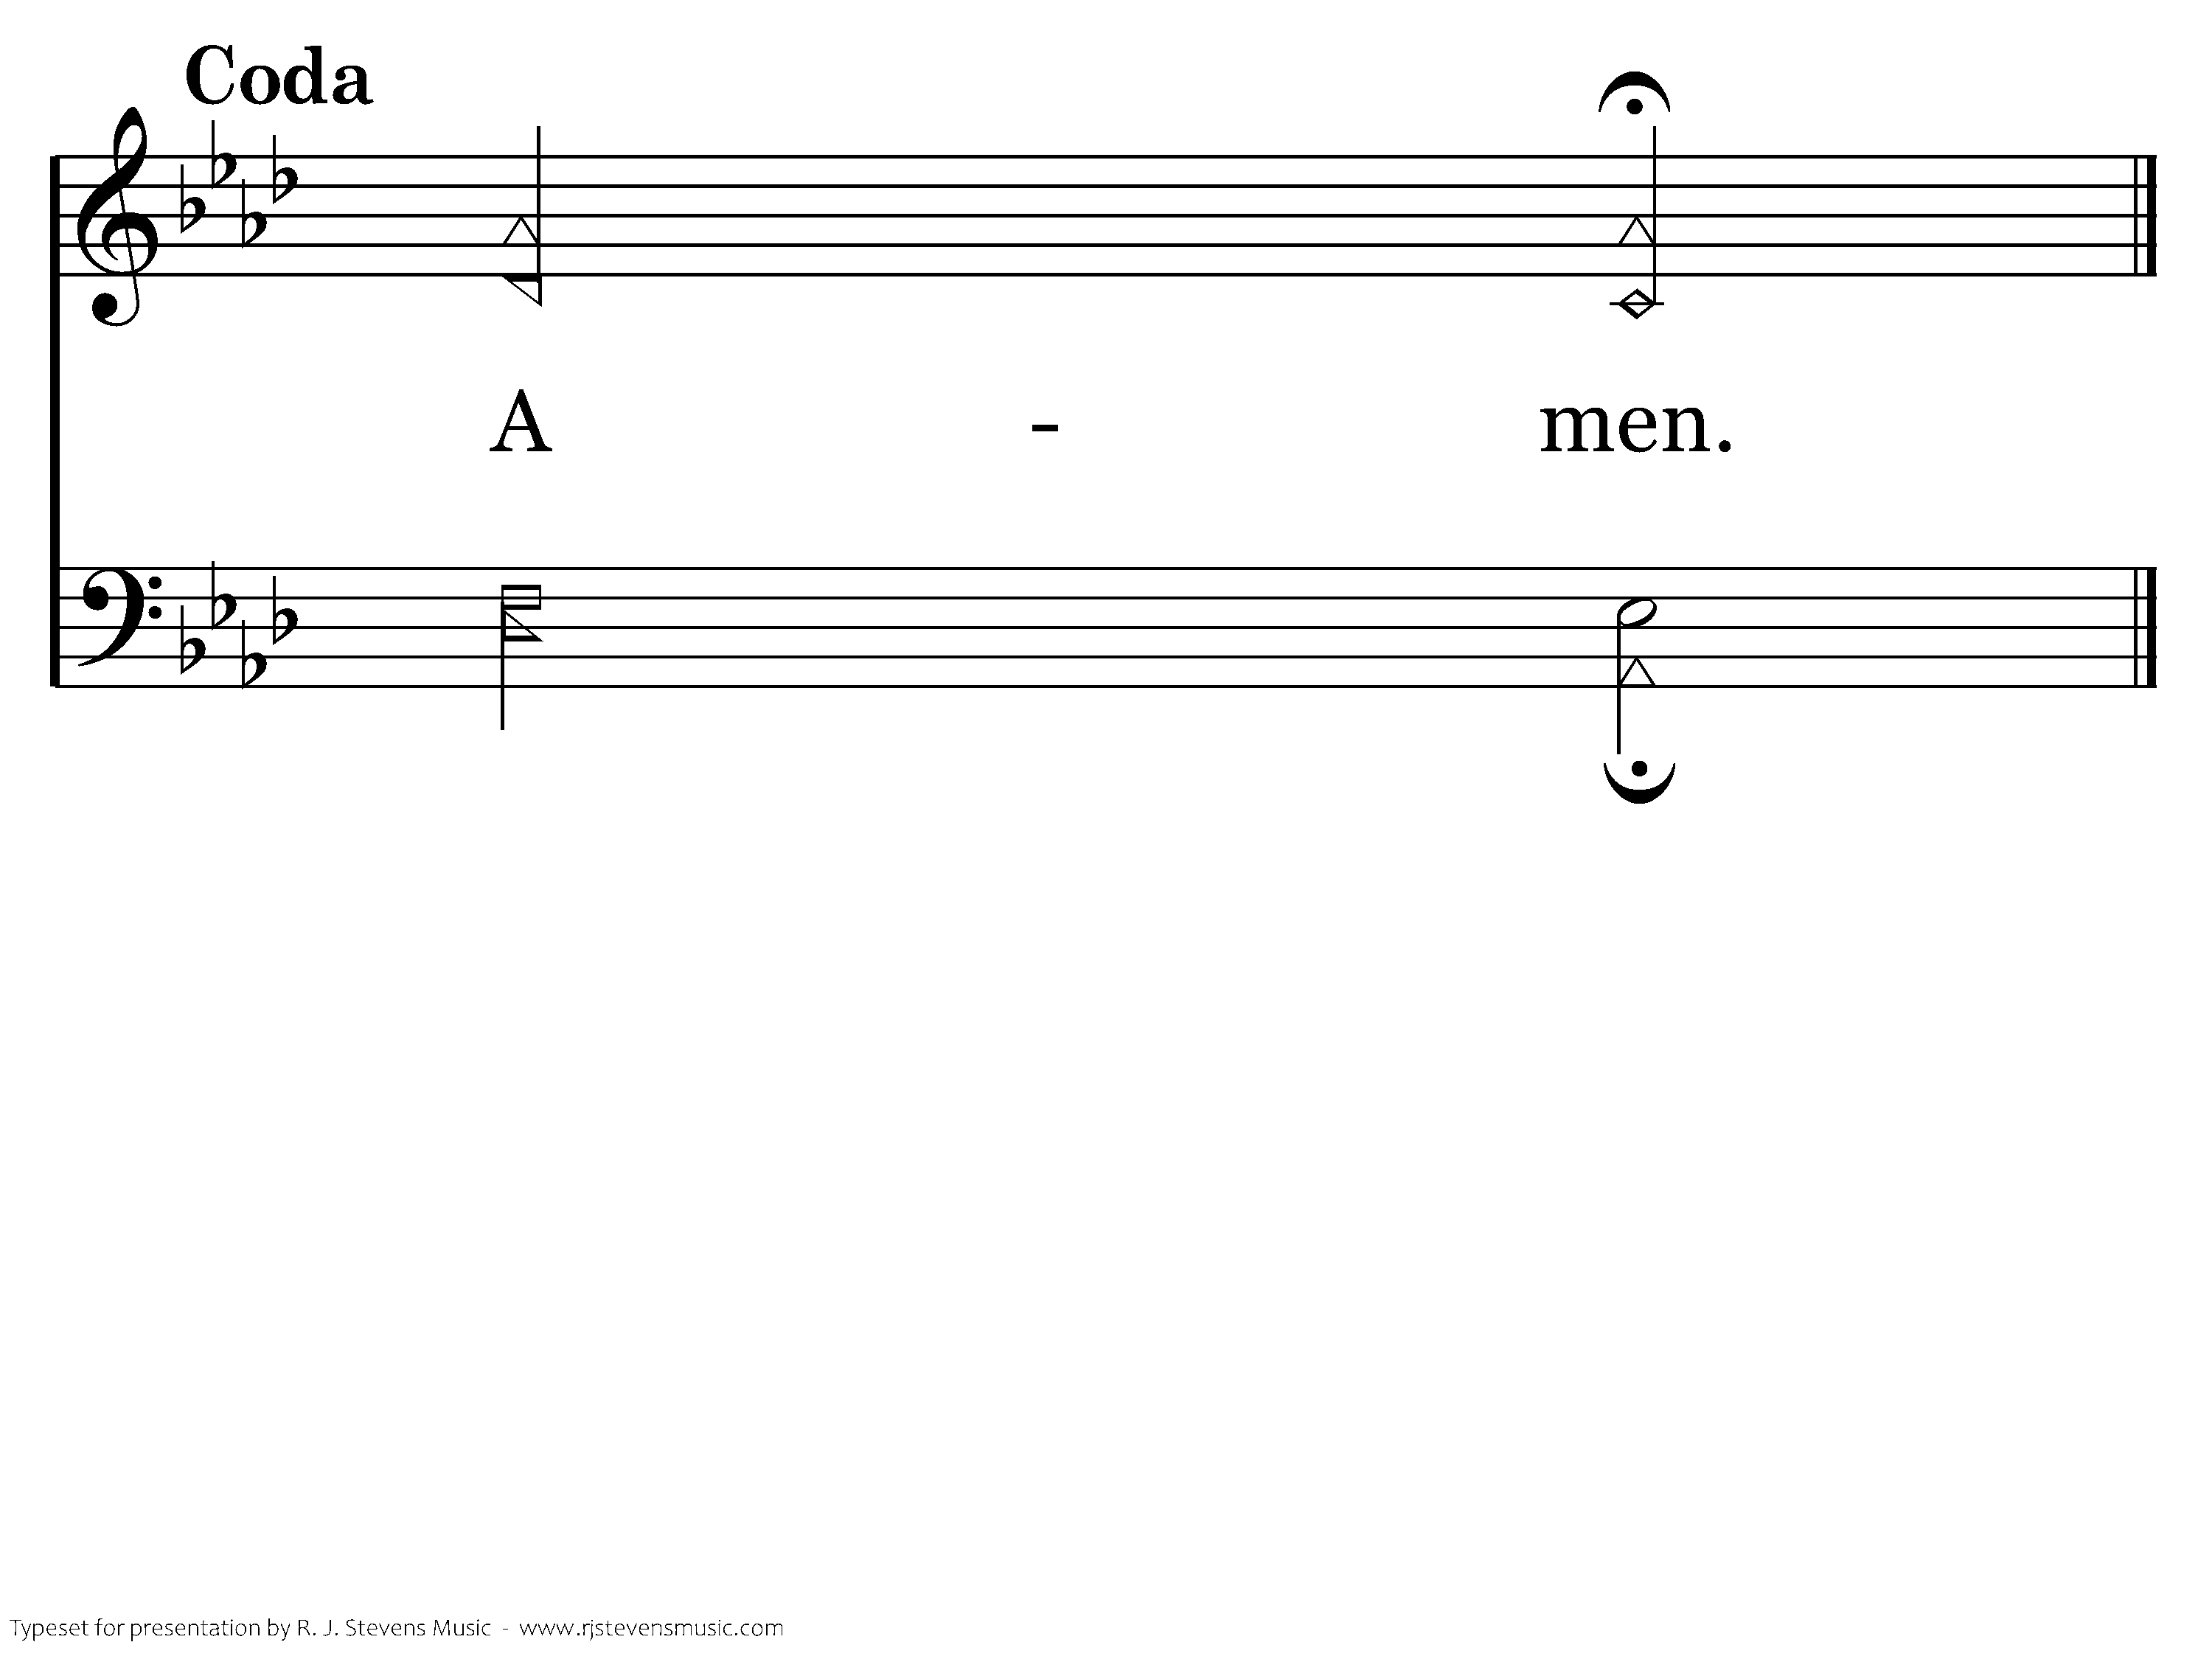 Coda
A - men.
Typeset for presentation by R. J. Stevens Music - www.rjstevensmusic.com